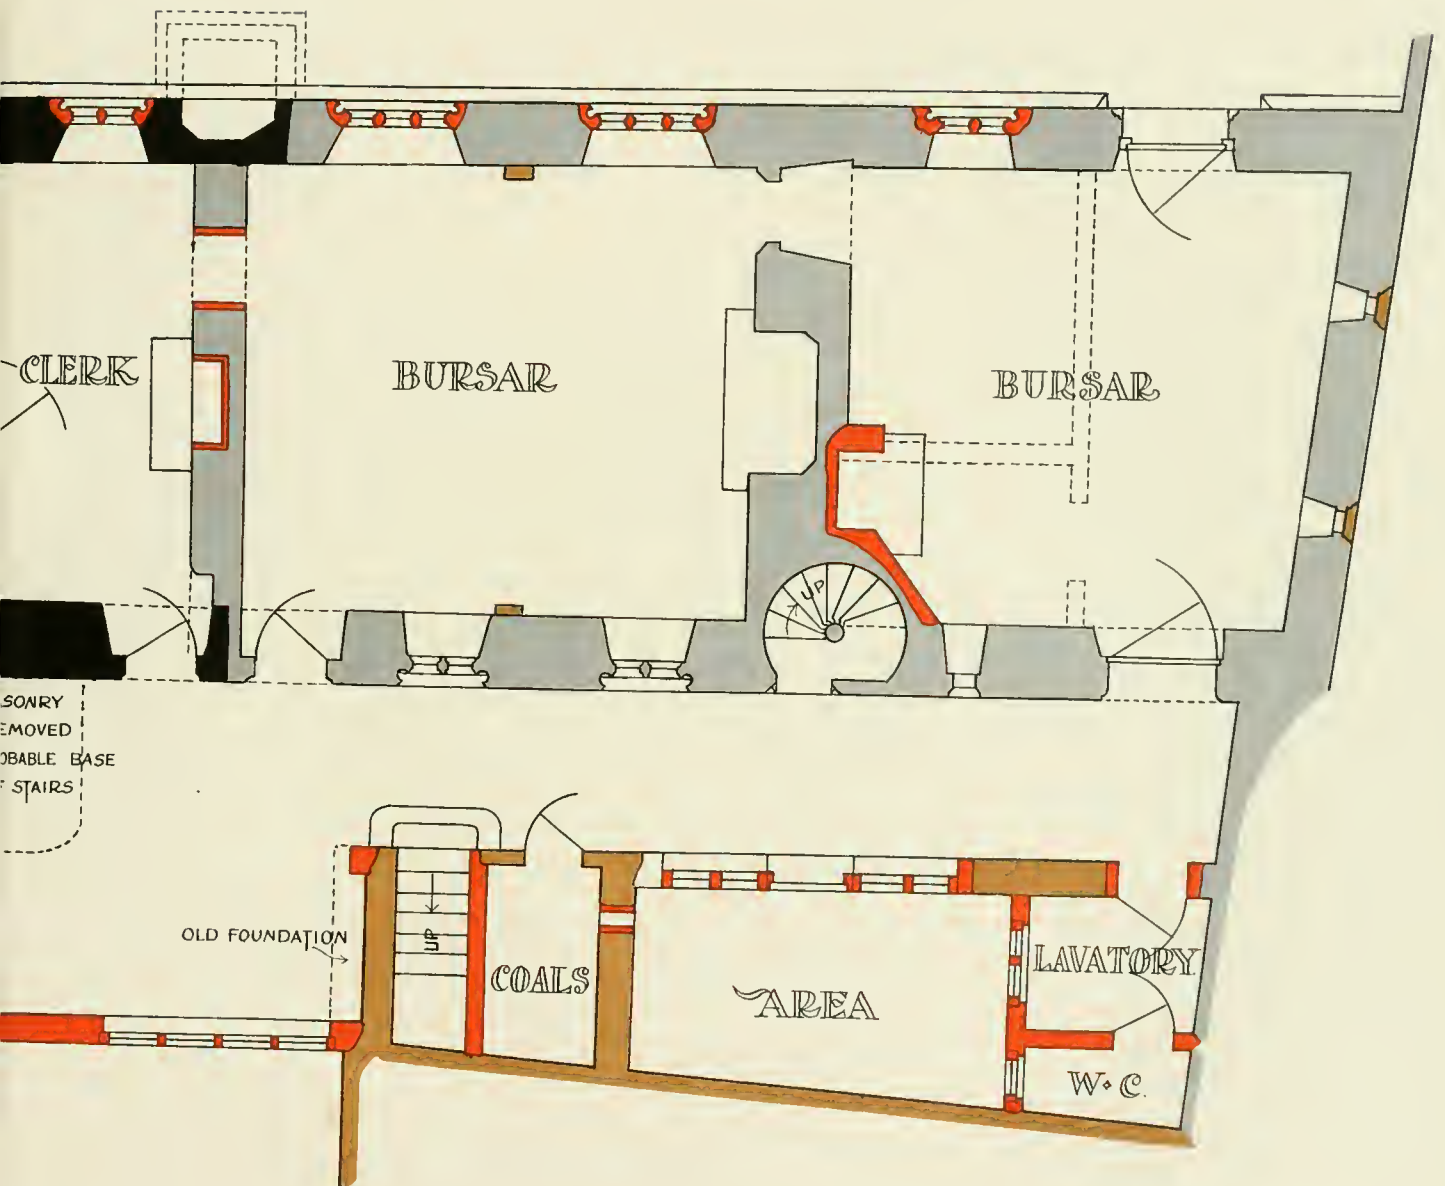 CLERK
BURSAR
BURSAR
UP
SONRY
EMOVED
OBABLE BASE
F STAIRS
OLD FOUNDATION
UP
COALS
AREA
LAVATORY
W·C.